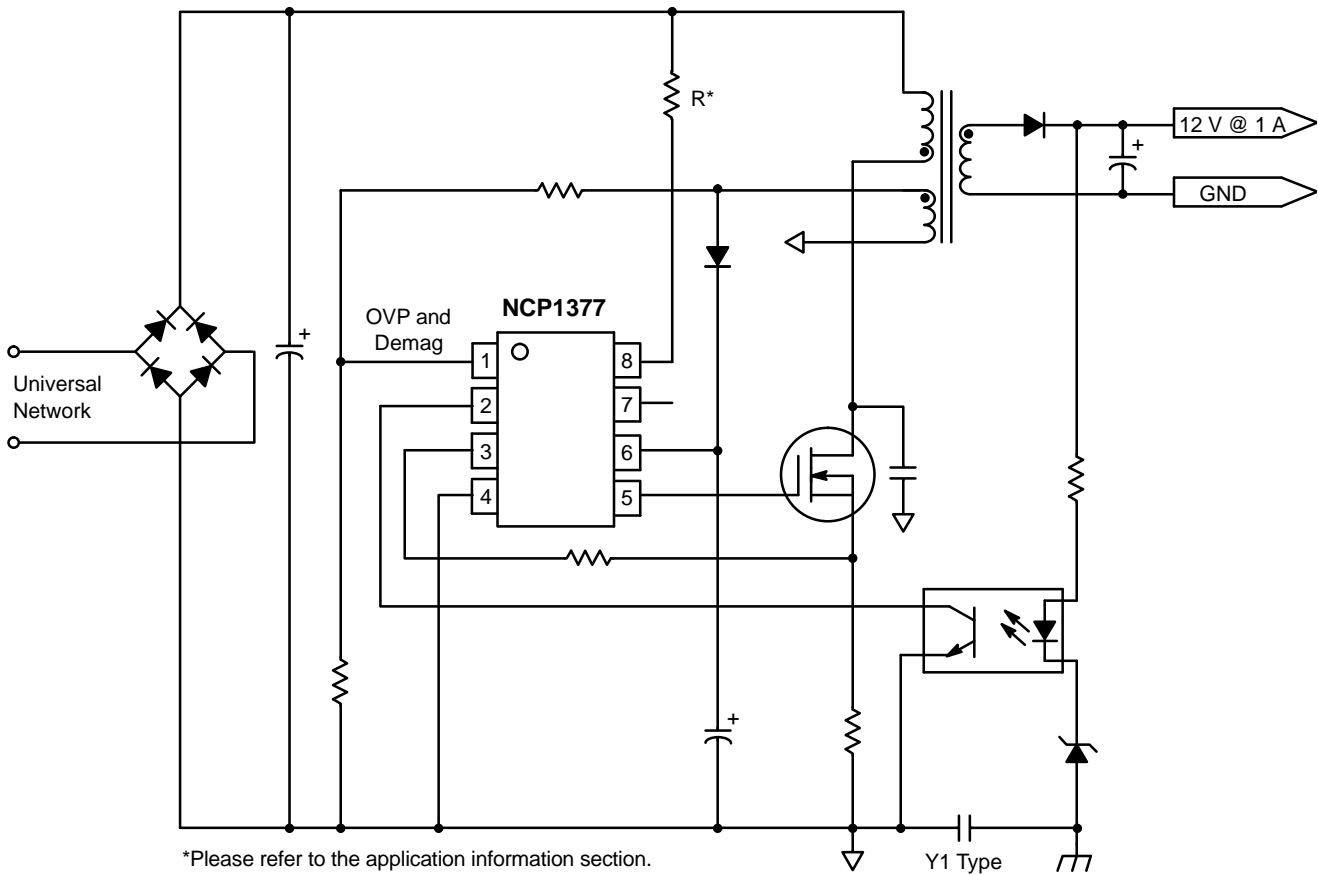 R*
12 V @ 1 A
+
GND
NCP1377
OVP and
Demag
+
1
8
Universal
Network
2
7
3
6
4
5
+
*Please refer to the application information section.
Y1 Type